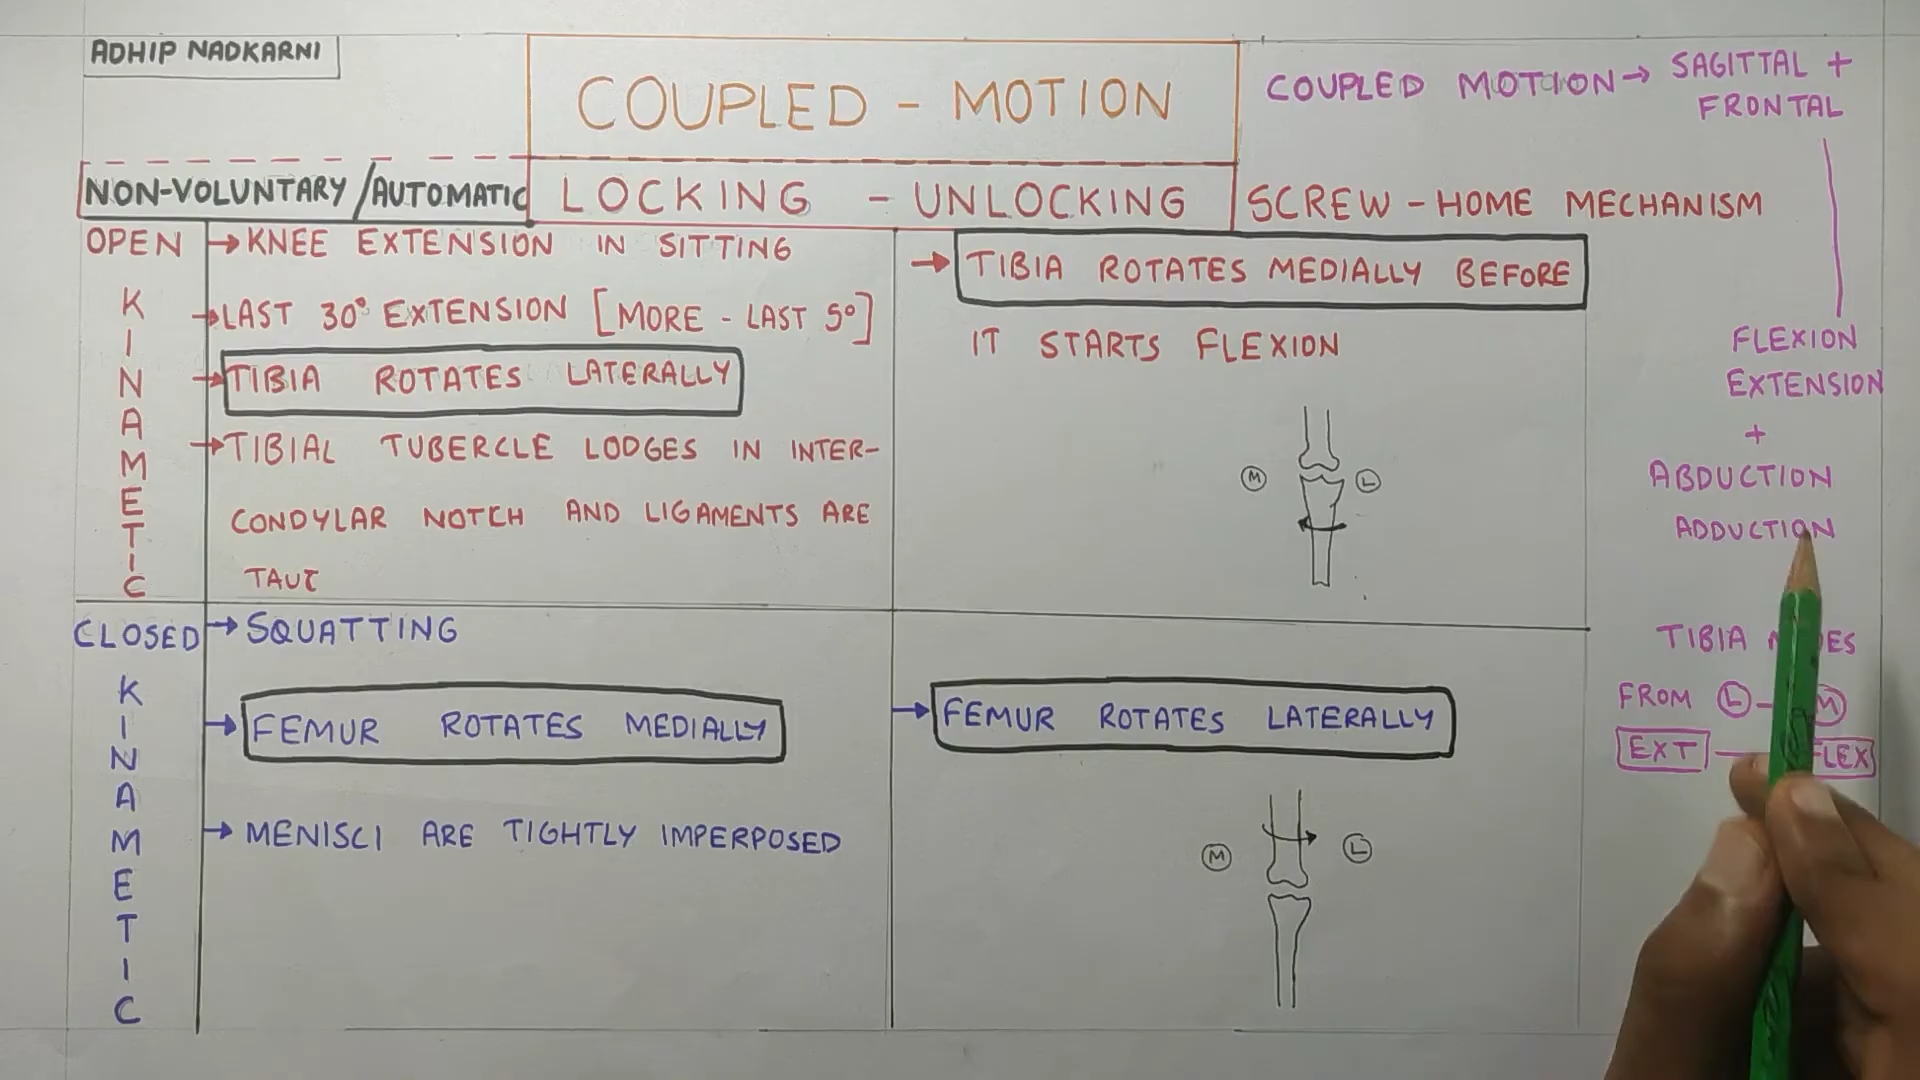 ADHIP NADKARNI
COUPLED - MOTION
COUPLED MOTION → SAGITTAL +
FRONTAL
NON-VOLUNTARY/AUTOMATIC
LOCKING - UNLOCKING
SCREW-HOME MECHANISM
OPEN
KINAMETIC
→ KNEE EXTENSION IN SITTING
→ LAST 30° EXTENSION [MORE - LAST 5°]
→ TIBIA ROTATES LATERALLY
→ TIBIAL TUBERCLE LODGES IN INTER-
CONDYLAR NOTCH AND LIGAMENTS ARE
TAUT
→ TIBIA ROTATES MEDIALLY BEFORE
IT STARTS FLEXION
M L
FLEXION
EXTENSION
+
ABDUCTION
ADDUCTION
CLOSED
KINAMETIC
→ SQUATTING
→ FEMUR ROTATES MEDIALLY
→ MENISCI ARE TIGHTLY IMPERPOSED
→ FEMUR ROTATES LATERALLY
M L
TIBIA
FROM L M
EXT FLEX